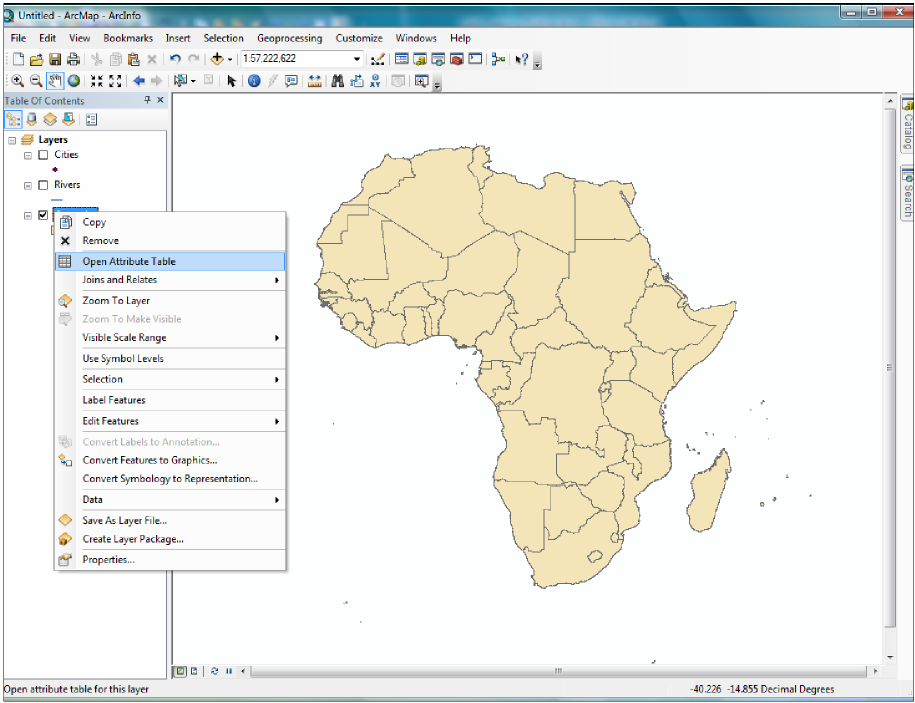 Untitled - ArcMap - ArcInfo
File Edit View Bookmarks Insert Selection Geoprocessing Customize Windows Help
1:57,222,622
Table Of Contents
Layers
Cities
Rivers
Copy
Remove
Open Attribute Table
Joins and Relates
Zoom To Layer
Zoom To Make Visible
Visible Scale Range
Use Symbol Levels
Selection
Label Features
Edit Features
Convert Labels to Annotation...
Convert Features to Graphics...
Convert Symbology to Representation...
Data
Save As Layer File...
Create Layer Package...
Properties...
Catalog
Search
Open attribute table for this layer
-40.226 -14.855 Decimal Degrees